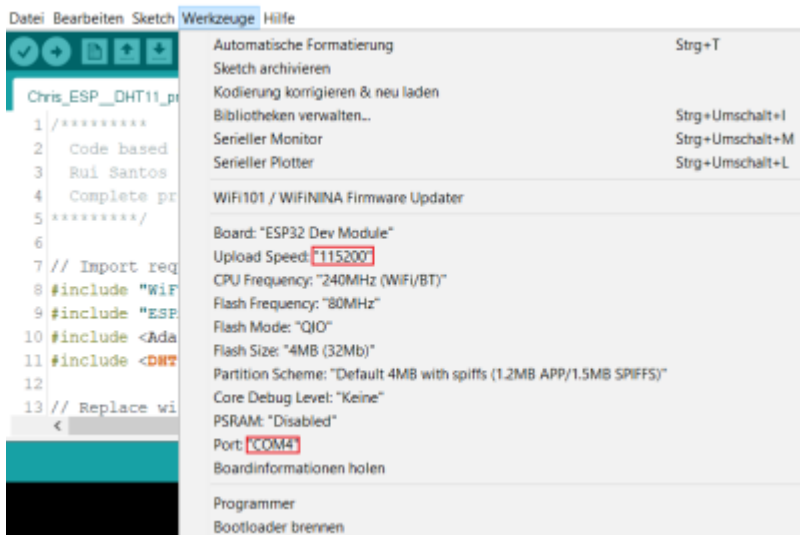 Datei Bearbeiten Sketch Werkzeuge Hilfe
Automatische Formatierung Strg+T
Sketch archivieren
Kodierung korrigieren & neu laden
Bibliotheken verwalten... Strg+Umschalt+I
Serieller Monitor Strg+Umschalt+M
Serieller Plotter Strg+Umschalt+L
WiFi101 / WiFiNINA Firmware Updater
Board: "ESP32 Dev Module"
Upload Speed: "115200"
CPU Frequency: "240MHz (WiFi/BT)"
Flash Frequency: "80MHz"
Flash Mode: "QIO"
Flash Size: "4MB (32Mb)"
Partition Scheme: "Default 4MB with spiffs (1.2MB APP/1.5MB SPIFFS)"
Core Debug Level: "Keine"
PSRAM: "Disabled"
Port: "COM4"
Boardinformationen holen
Programmer
Bootloader brennen
Chris_ESP__DHT11_pr
1 /*********
2 Code based
3 Rui Santos
4 Complete pr
5 *********/
6
7 // Import req
8 #include "WiF
9 #include "ESP
10 #include <Ada
11 #include <DHT
12
13 // Replace wi